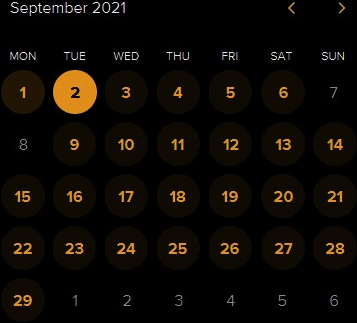 September 2021
MON TUE WED THU FRI SAT SUN
1 2 3 4 5 6 7
8 9 10 11 12 13 14
15 16 17 18 19 20 21
22 23 24 25 26 27 28
29 1 2 3 4 5 6